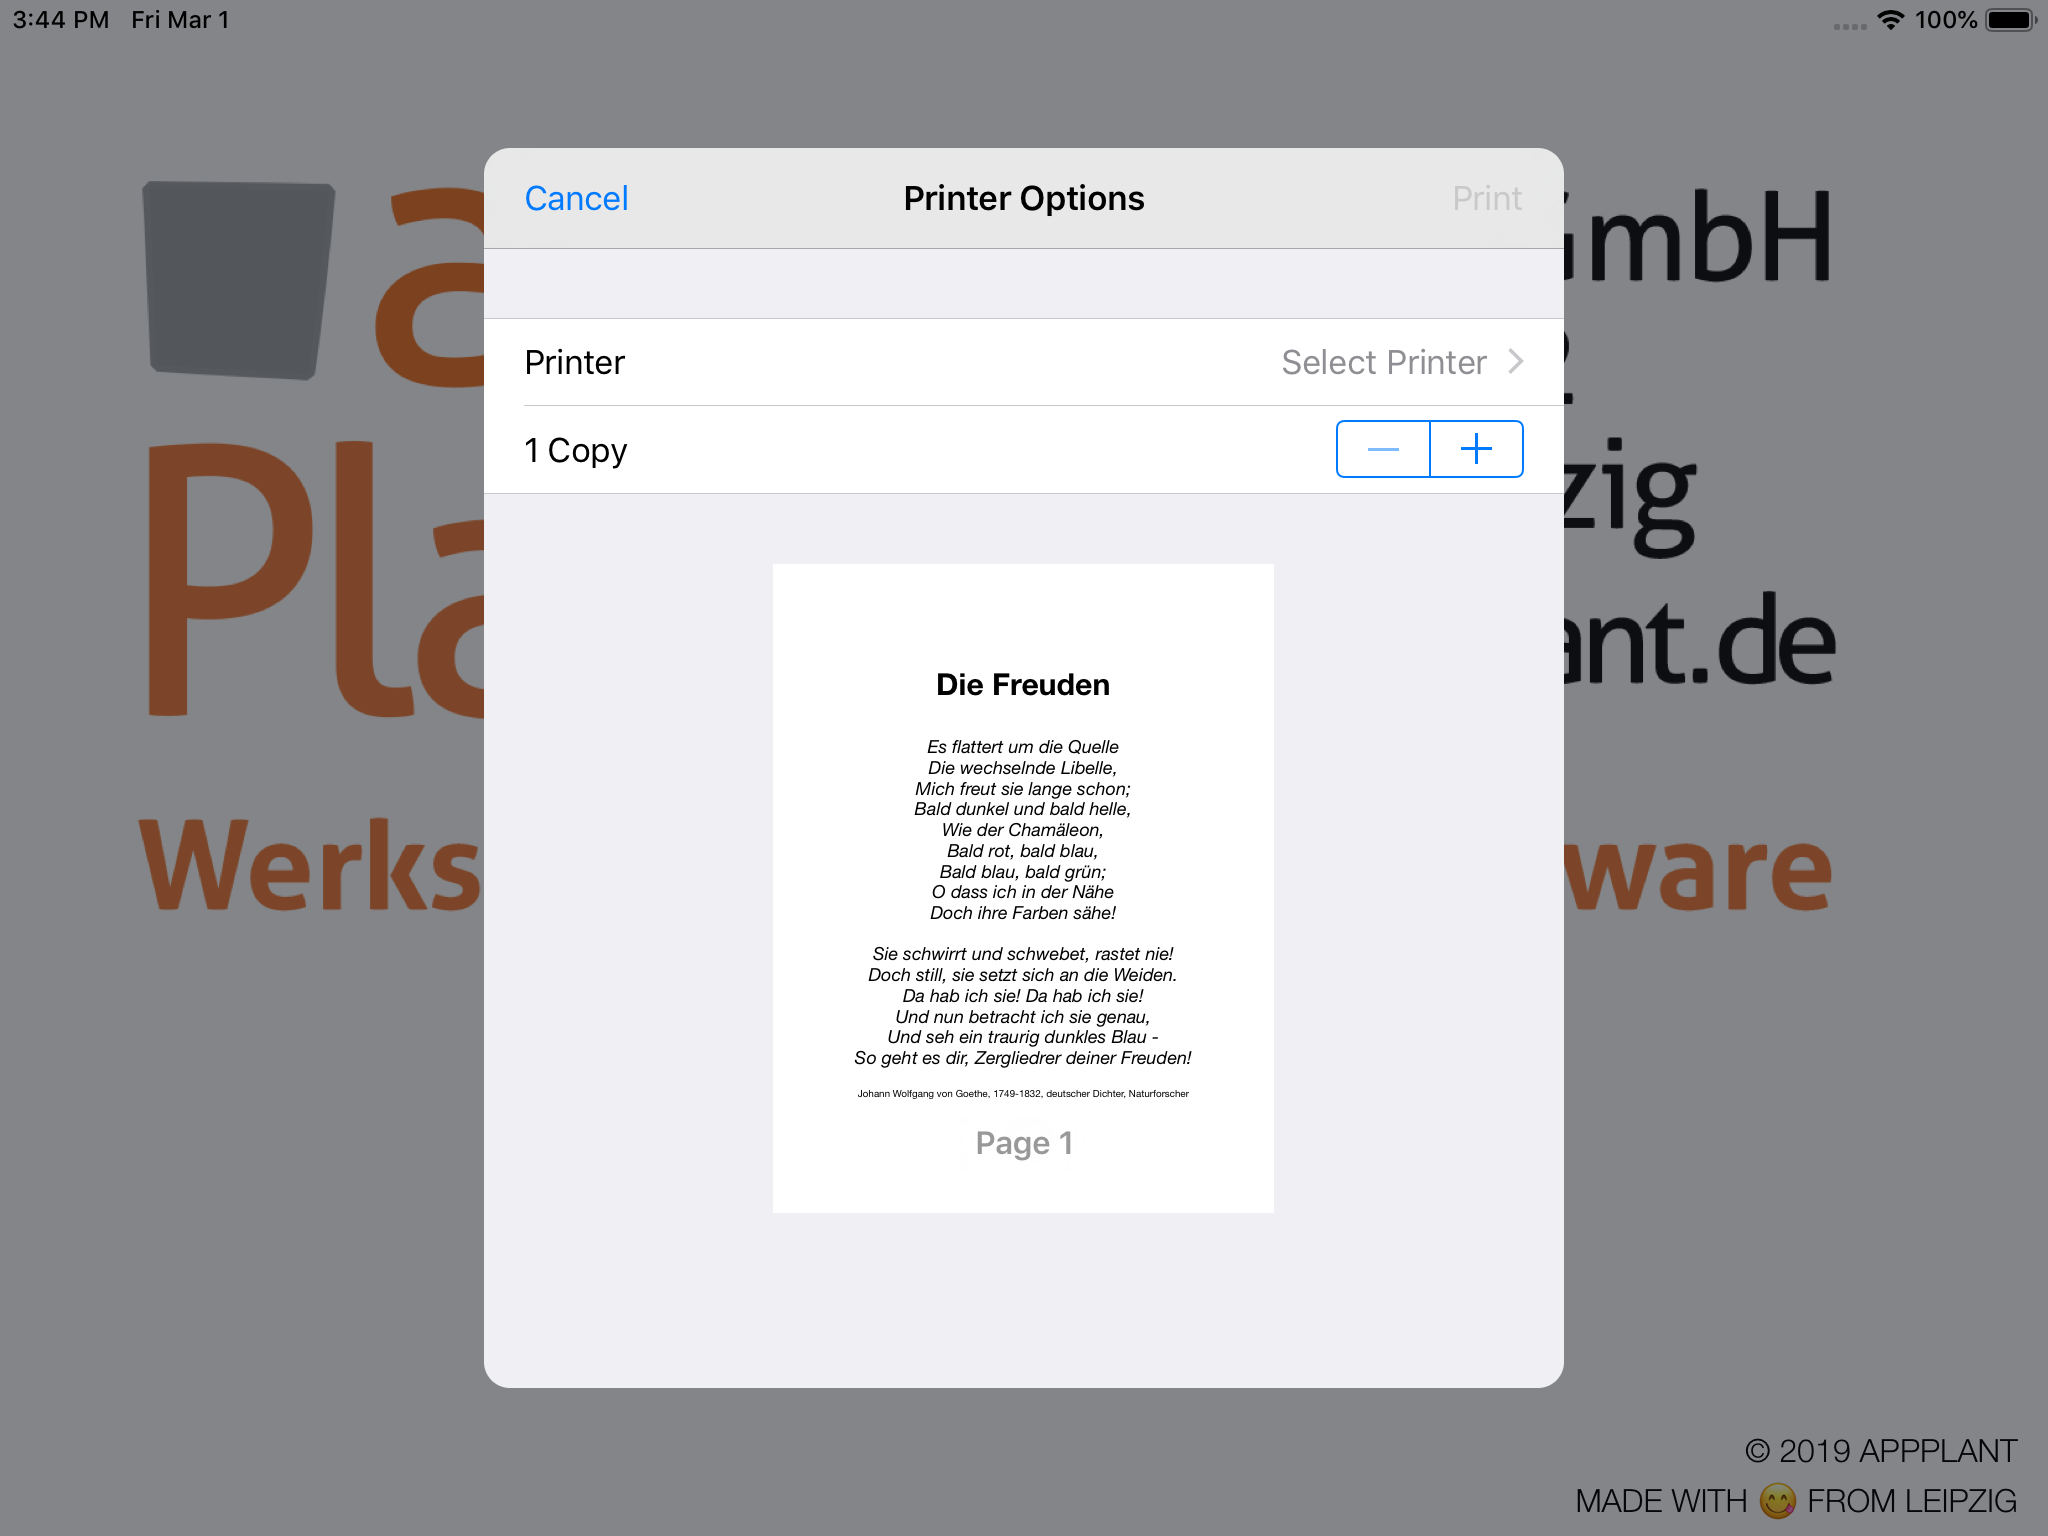 3:44 PM Fri Mar 1
100%
Cancel
Printer Options
Print
Printer
Select Printer
1 Copy
Die Freuden
Es flattert um die Quelle
Die wechselnde Libelle,
Mich freut sie lange schon;
Bald dunkel und bald helle,
Wie der Chamäleon,
Bald rot, bald blau,
Bald blau, bald grün;
O dass ich in der Nähe
Doch ihre Farben sähe!
Sie schwirrt und schwebet, rastet nie!
Doch still, sie setzt sich an die Weiden.
Da hab ich sie! Da hab ich sie!
Und nun betracht ich sie genau,
Und seh ein traurig dunkles Blau -
So geht es dir, Zergliedrer deiner Freuden!
Johann Wolfgang von Goethe, 1749-1832, deutscher Dichter, Naturforscher
Page 1
a
Pla
Werks
GmbH
zig
ant.de
ware
© 2019 APPPLANT
MADE WITH 😋 FROM LEIPZIG